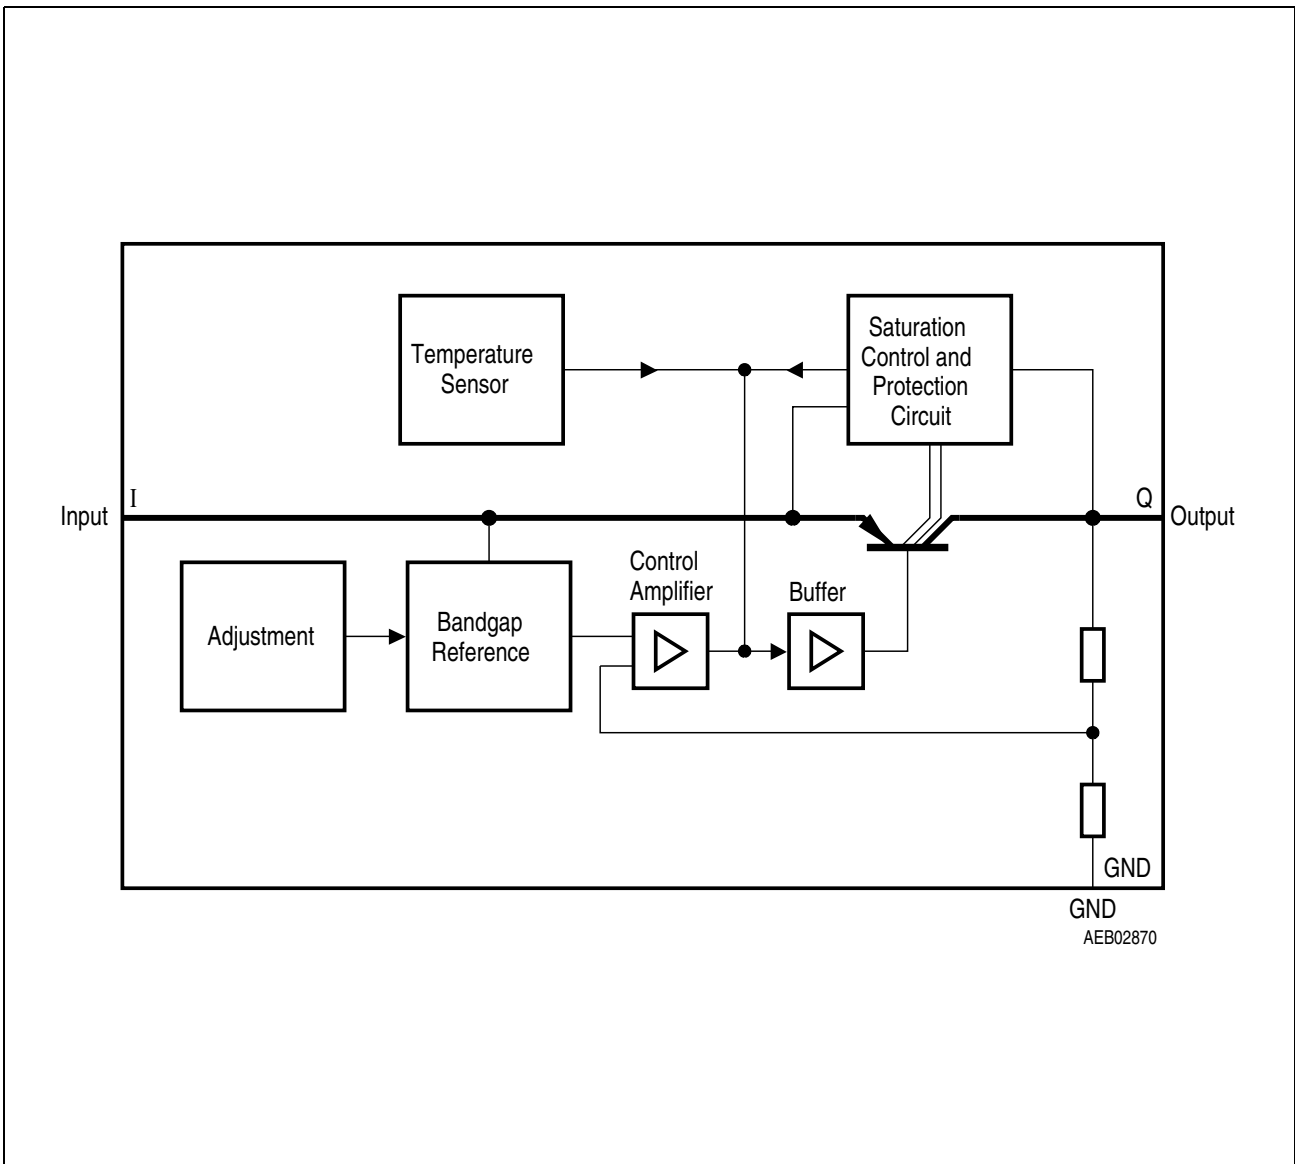 Temperature
Sensor
Saturation
Control and
Protection
Circuit
I
Q
Input
Output
Control
Amplifier
Buffer
Adjustment
Bandgap
Reference
GND
GND
AEB02870